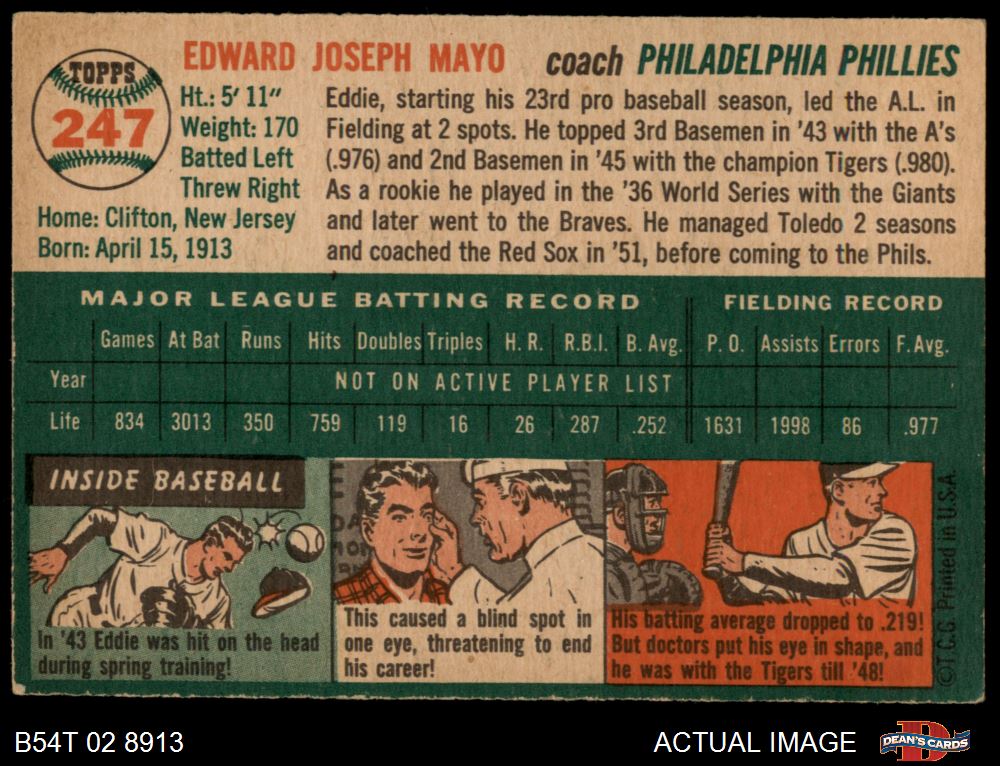 TOPPS
247
EDWARD JOSEPH MAYO coach PHILADELPHIA PHILLIES
Ht.: 5' 11"
Weight: 170
Batted Left
Threw Right
Home: Clifton, New Jersey
Born: April 15, 1913
Eddie, starting his 23rd pro baseball season, led the A.L. in
Fielding at 2 spots. He topped 3rd Basemen in '43 with the A's
(.976) and 2nd Basemen in '45 with the champion Tigers (.980).
As a rookie he played in the '36 World Series with the Giants
and later went to the Braves. He managed Toledo 2 seasons
and coached the Red Sox in '51, before coming to the Phils.
MAJOR LEAGUE BATTING RECORD FIELDING RECORD
Games At Bat Runs Hits Doubles Triples H. R. R.B.I. B. Avg. P. O. Assists Errors F. Avg.
Year NOT ON ACTIVE PLAYER LIST
Life 834 3013 350 759 119 16 26 287 .252 1631 1998 86 .977
INSIDE BASEBALL
In '43 Eddie was hit on the head
during spring training!
This caused a blind spot in
one eye, threatening to end
his career!
His batting average dropped to .219!
But doctors put his eye in shape, and
he was with the Tigers till '48!
©T.C.G. Printed in U.S.A.
B54T 02 8913
ACTUAL IMAGE
D
DEAN'S CARDS